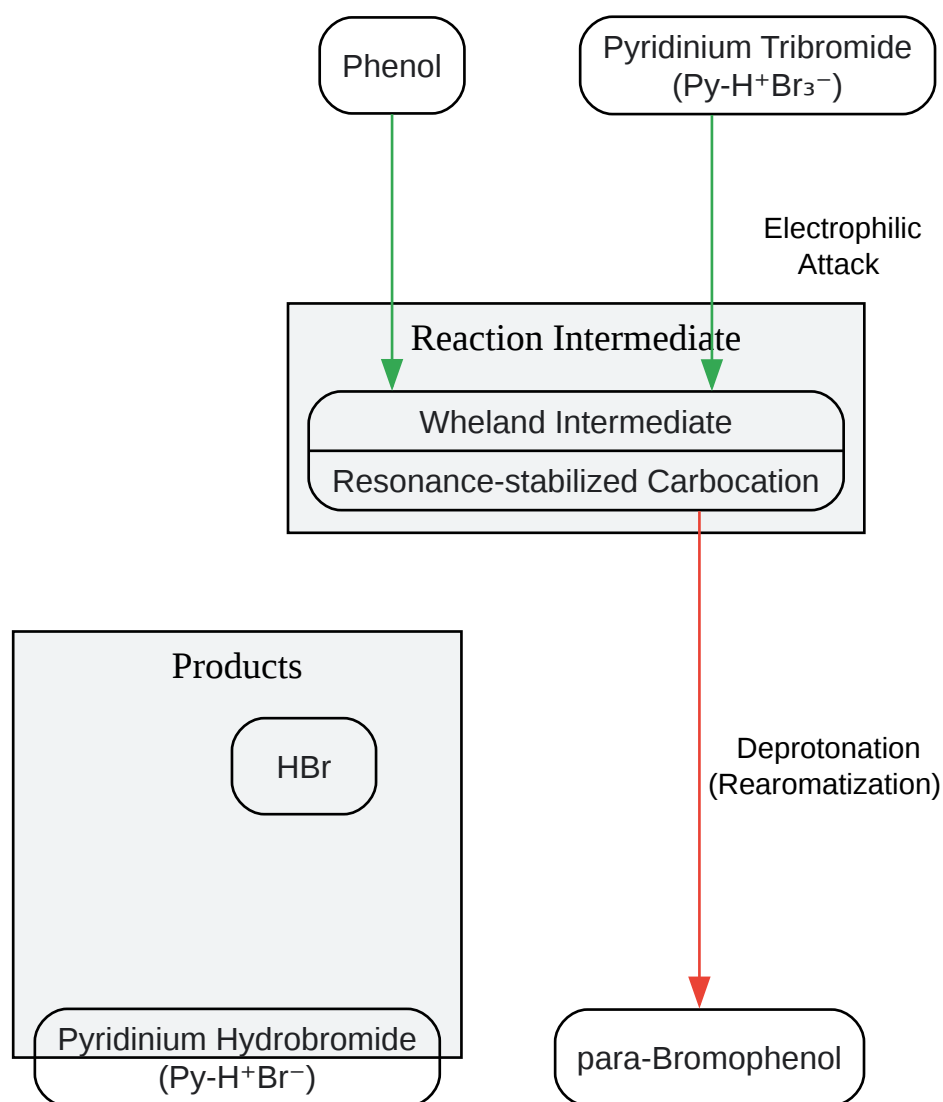 Phenol
Pyridinium Tribromide
(Py-H⁺Br₃⁻)
Electrophilic
Attack
Reaction Intermediate
Wheland Intermediate
Resonance-stabilized Carbocation
Products
HBr
Deprotonation
(Rearomatization)
Pyridinium Hydrobromide
(Py-H⁺Br⁻)
para-Bromophenol